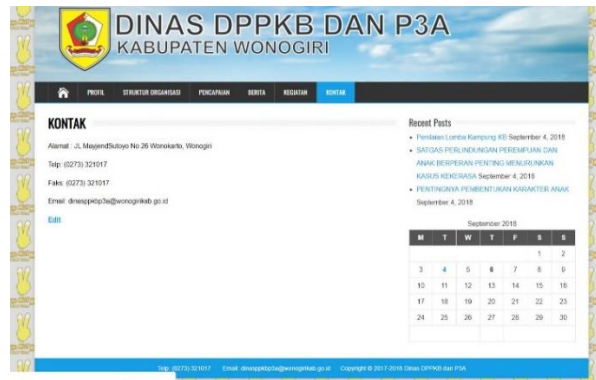 DINAS DPPKB DAN P3A
KABUPATEN WONOGIRI
PROFIL STRUKTUR ORGANISASI PENCAPAIAN BERITA KEGIATAN KONTAK
KONTAK
Alamat : JL MayjendSutoyo No 26 Wonokarto, Wonogiri
Telp: (0273) 321017
Faks: (0273) 321017
Email: dinasppkbp3a@wonogirikab.go.id
Edit
Recent Posts
Penilaian Lomba Kampung KB September 4, 2018
SATGAS PERLINDUNGAN PEREMPUAN DAN
ANAK BERPERAN PENTING MENURUNKAN
KASUS KEKERASA September 4, 2018
PENTINGNYA PEMBENTUKAN KARAKTER ANAK
September 4, 2018
September 2018
M T W T F S S
1 2
3 4 5 6 7 8 9
10 11 12 13 14 15 16
17 18 19 20 21 22 23
24 25 26 27 28 29 30
Telp. (0273) 321017 Email: dinasppkbp3a@wonogirikab.go.id Copyright © 2017-2018 Dinas DPPKB dan P3A